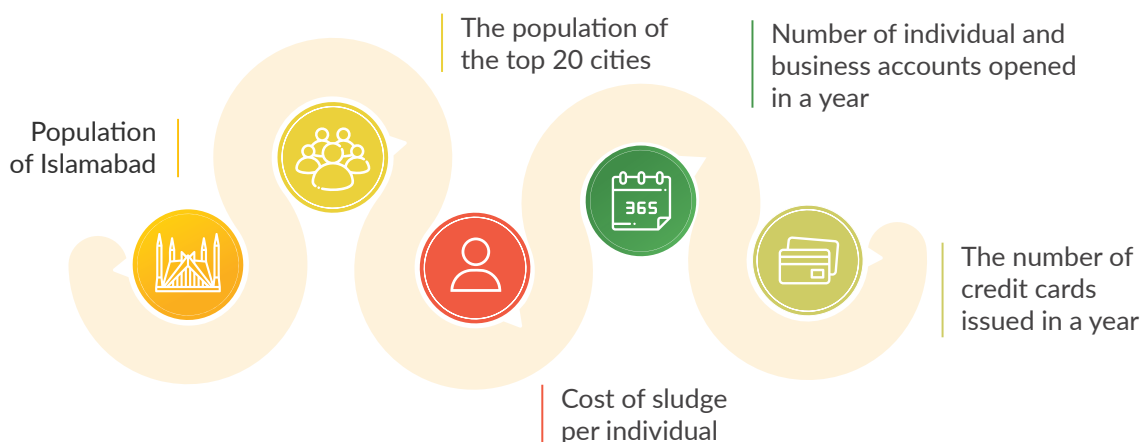 Population
of Islamabad
The population of
the top 20 cities
Cost of sludge
per individual
Number of individual and
business accounts opened
in a year
365
The number of
credit cards
issued in a year